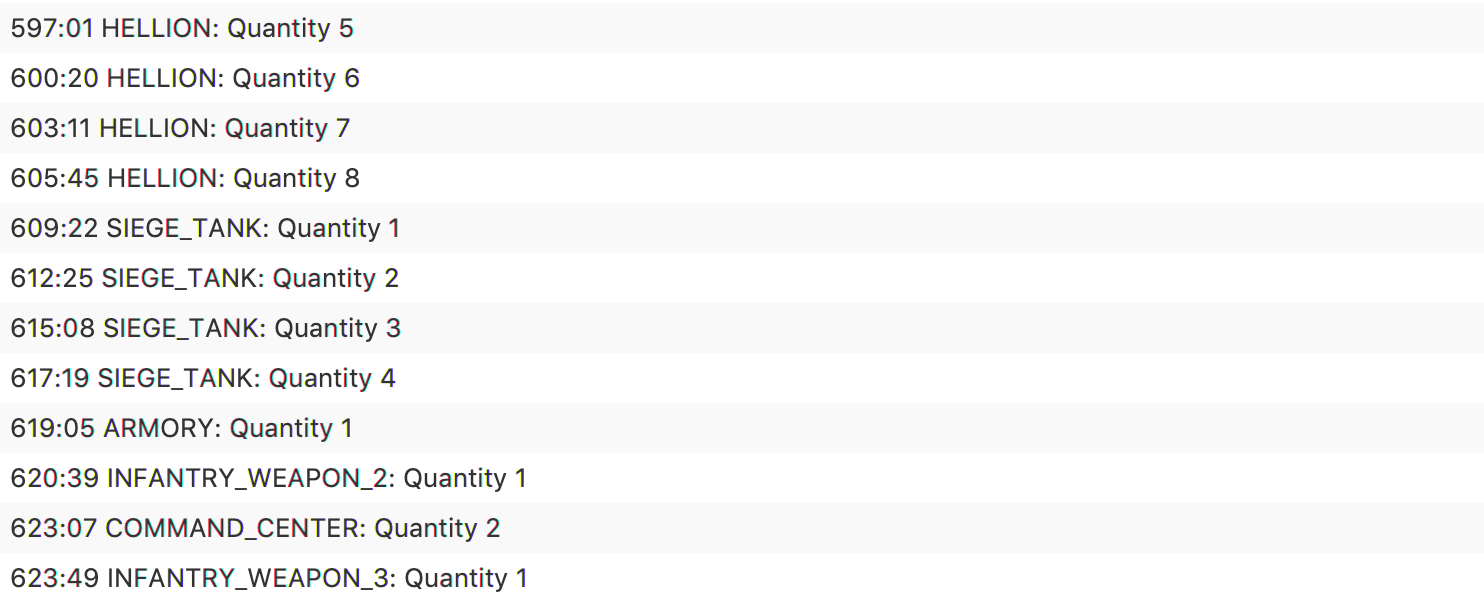 597:01 HELLION: Quantity 5
600:20 HELLION: Quantity 6
603:11 HELLION: Quantity 7
605:45 HELLION: Quantity 8
609:22 SIEGE_TANK: Quantity 1
612:25 SIEGE_TANK: Quantity 2
615:08 SIEGE_TANK: Quantity 3
617:19 SIEGE_TANK: Quantity 4
619:05 ARMORY: Quantity 1
620:39 INFANTRY_WEAPON_2: Quantity 1
623:07 COMMAND_CENTER: Quantity 2
623:49 INFANTRY_WEAPON_3: Quantity 1